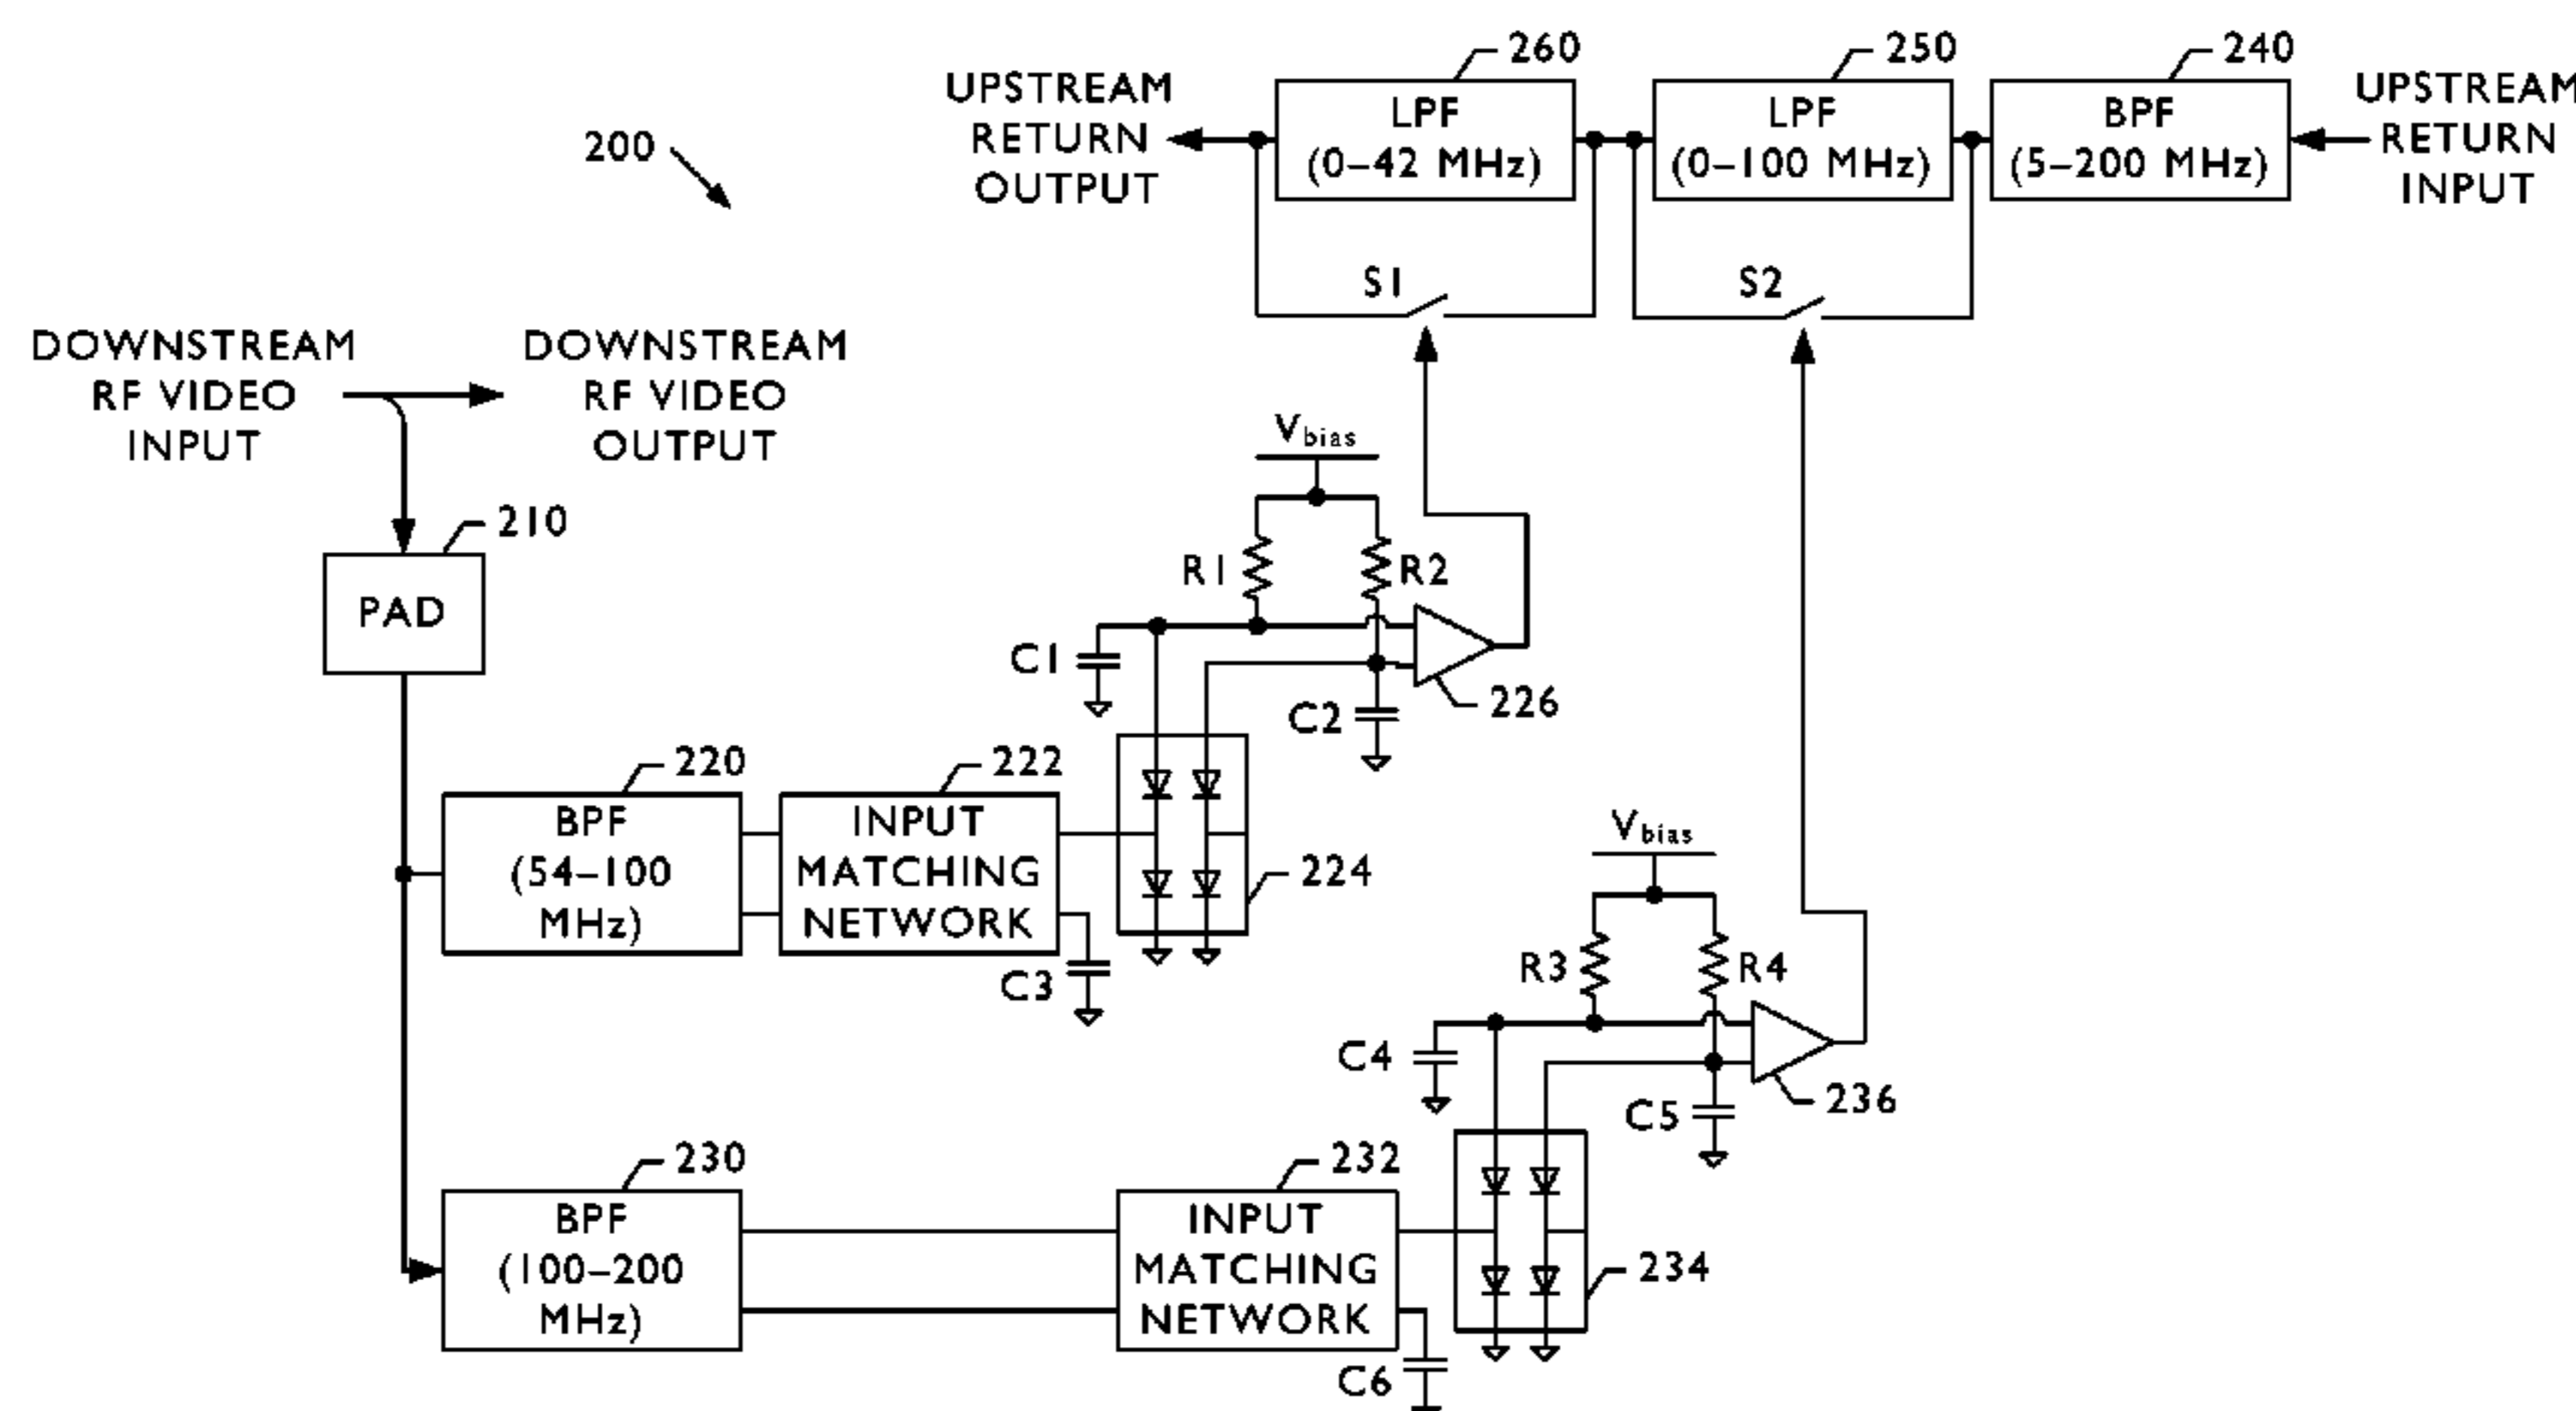 260
250
240
UPSTREAM
RETURN
OUTPUT
LPF
(0–42 MHz)
LPF
(0–100 MHz)
BPF
(5–200 MHz)
UPSTREAM
RETURN
INPUT
200
S1
S2
DOWNSTREAM
RF VIDEO
INPUT
DOWNSTREAM
RF VIDEO
OUTPUT
Vbias
210
PAD
R1
R2
C1
C2
226
220
222
BPF
(54–100
MHz)
INPUT
MATCHING
NETWORK
224
C3
Vbias
R3
R4
C4
C5
236
230
232
BPF
(100–200
MHz)
INPUT
MATCHING
NETWORK
234
C6